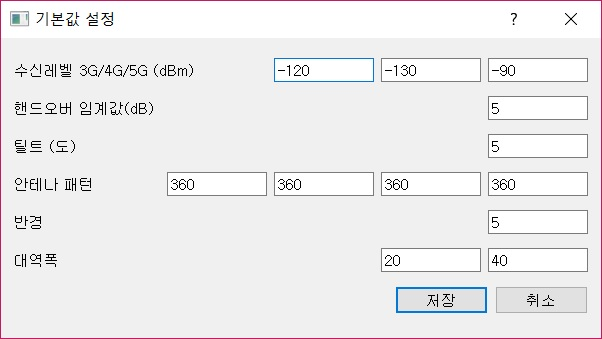 기본값 설정 ?
수신레벨 3G/4G/5G (dBm) -120 -130 -90
핸드오버 임계값(dB) 5
틸트 (도) 5
안테나 패턴 360 360 360 360
반경 5
대역폭 20 40
저장 취소